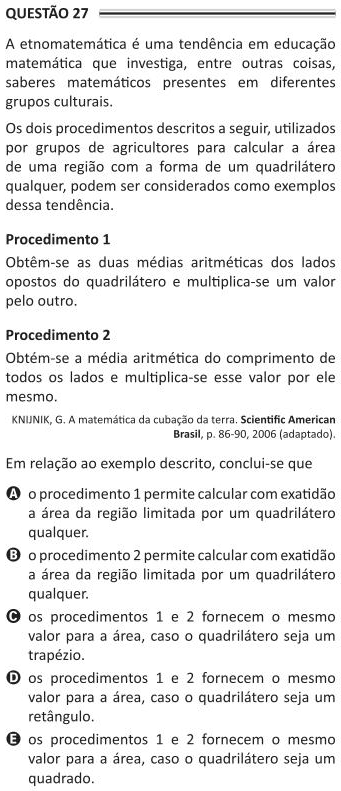 QUESTÃO 27
A etnomatemática é uma tendência em educação
matemática que investiga, entre outras coisas,
saberes matemáticos presentes em diferentes
grupos culturais.
Os dois procedimentos descritos a seguir, utilizados
por grupos de agricultores para calcular a área
de uma região com a forma de um quadrilátero
qualquer, podem ser considerados como exemplos
dessa tendência.
Procedimento 1
Obtêm-se as duas médias aritméticas dos lados
opostos do quadrilátero e multiplica-se um valor
pelo outro.
Procedimento 2
Obtém-se a média aritmética do comprimento de
todos os lados e multiplica-se esse valor por ele
mesmo.
KNIJNIK, G. A matemática da cubação da terra. Scientific American
Brasil, p. 86-90, 2006 (adaptado).
Em relação ao exemplo descrito, conclui-se que
A o procedimento 1 permite calcular com exatidão
a área da região limitada por um quadrilátero
qualquer.
B o procedimento 2 permite calcular com exatidão
a área da região limitada por um quadrilátero
qualquer.
C os procedimentos 1 e 2 fornecem o mesmo
valor para a área, caso o quadrilátero seja um
trapézio.
D os procedimentos 1 e 2 fornecem o mesmo
valor para a área, caso o quadrilátero seja um
retângulo.
E os procedimentos 1 e 2 fornecem o mesmo
valor para a área, caso o quadrilátero seja um
quadrado.